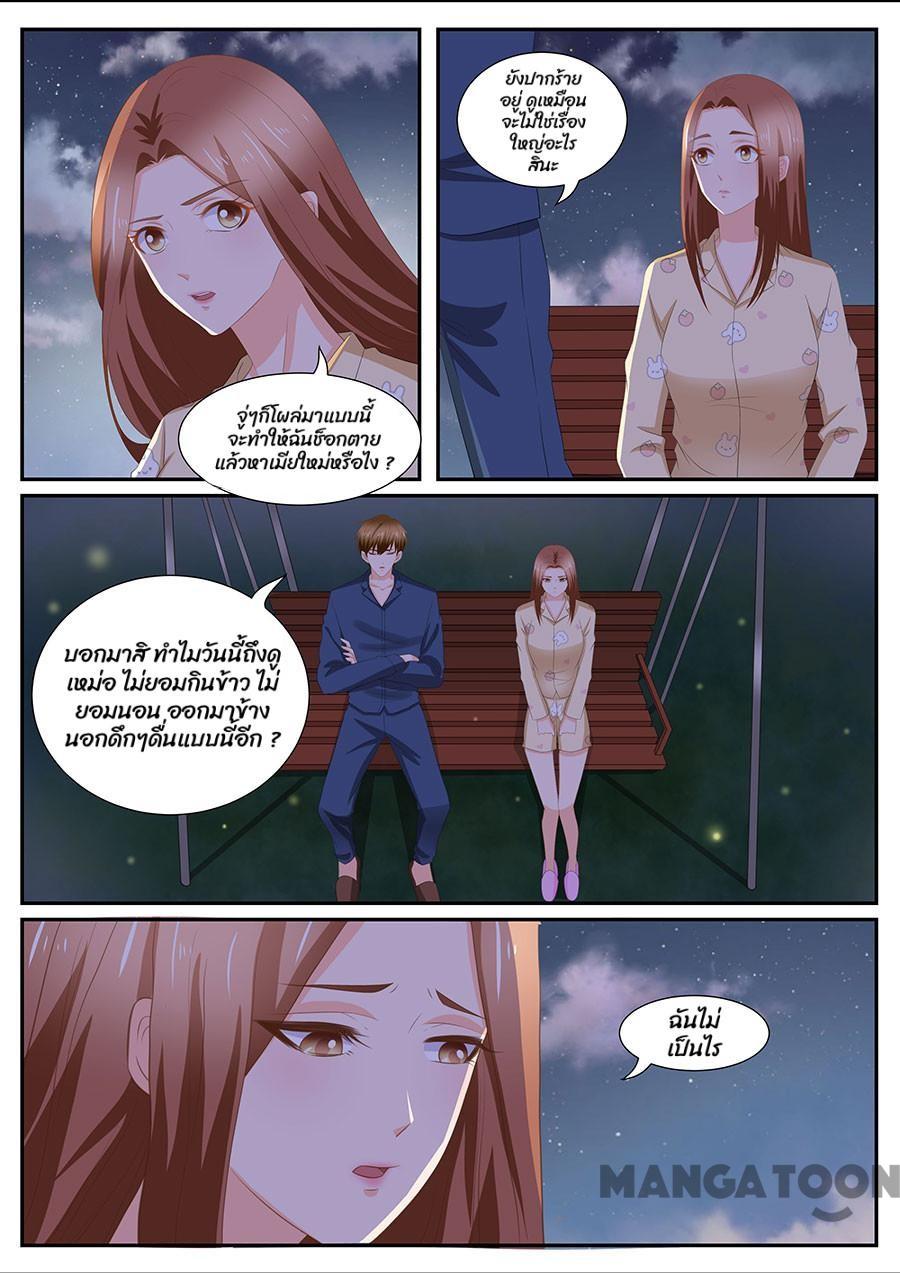 จู่ๆก็โผล่มาแบบนี้
จะทำให้ฉันช็อกตาย
แล้วหาเมียใหม่หรือไง ?
ยังปากร้าย
อยู่ ดูเหมือน
จะไม่ใช่เรื่อง
ใหญ่อะไร
สินะ
บอกมาสิ ทำไมวันนี้ถึงดู
เหม่อ ไม่ยอมกินข้าว ไม่
ยอมนอน ออกมาข้าง
นอกดึกๆดื่นแบบนี้อีก ?
ฉันไม่
เป็นไร
MANGATOON